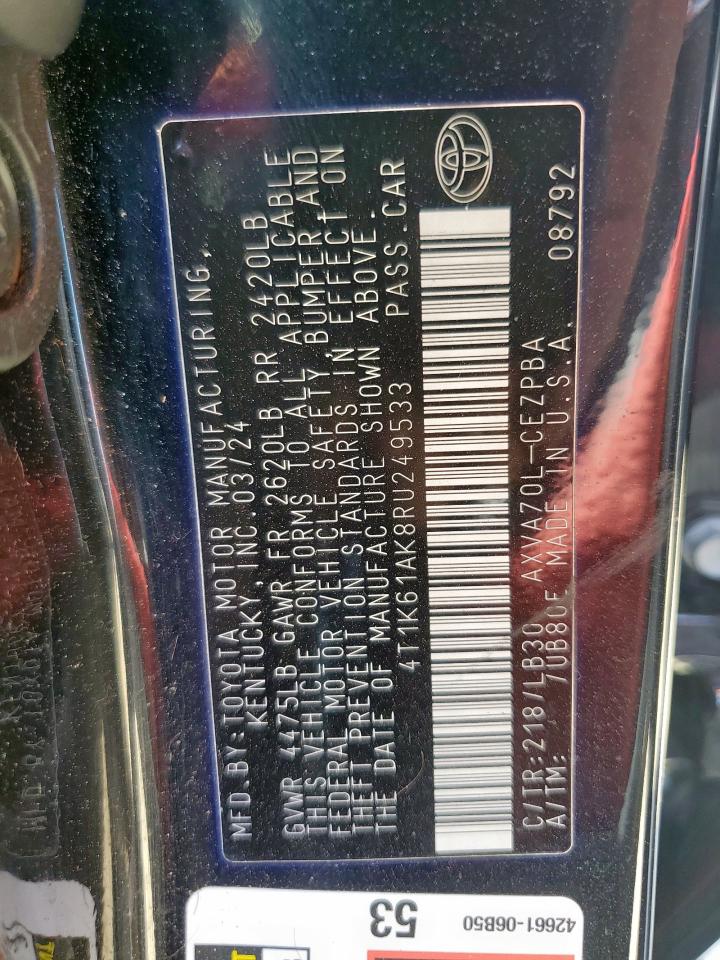 MFD.BY:TOYOTA MOTOR MANUFACTURING,
KENTUCKY, INC.03/24
GVWR 4475LB GAWR FR 2620LB RR 2420LB
THIS VEHICLE CONFORMS TO ALL APPLICABLE
FEDERAL MOTOR VEHICLE SAFETY, BUMPER, AND
THEFT PREVENTION STANDARDS IN EFFECT ON
THE DATE OF MANUFACTURE SHOWN ABOVE.
4T1K61AK8RU249533 PASS.CAR
C/TR:218/LB30 AXVA70L-CEZPBA
A/TM: 7UB80F MADE IN U.S.A. 08792
53
42661-06B50